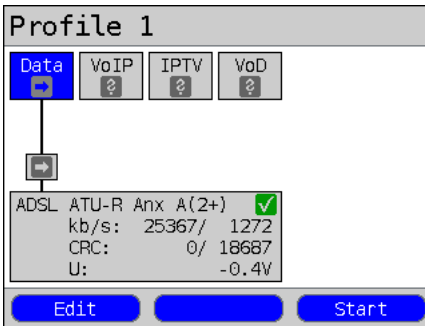 Profile 1
Data VoIP IPTV VoD
ADSL ATU-R Anx A(2+)
kb/s: 25367/ 1272
CRC: 0/ 18687
U: -0.4V
Edit Start